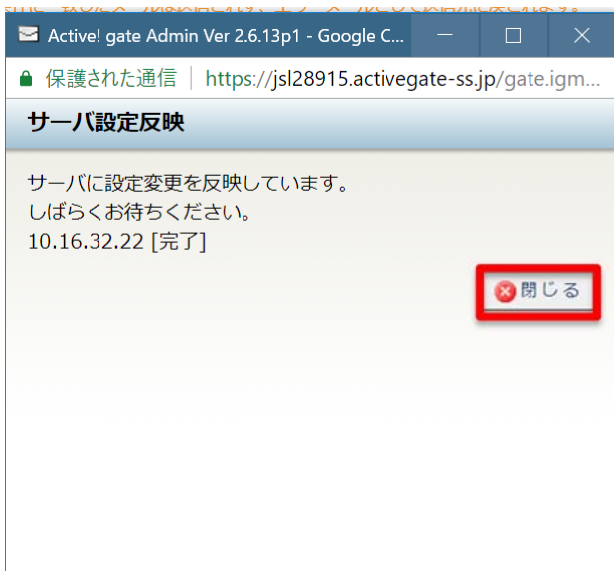 Active! gate Admin Ver 2.6.13p1 - Google C...
保護された通信 | https://jsl28915.activegate-ss.jp/gate.igm...
サーバ設定反映
サーバに設定変更を反映しています。
しばらくお待ちください。
10.16.32.22 [完了]
閉じる